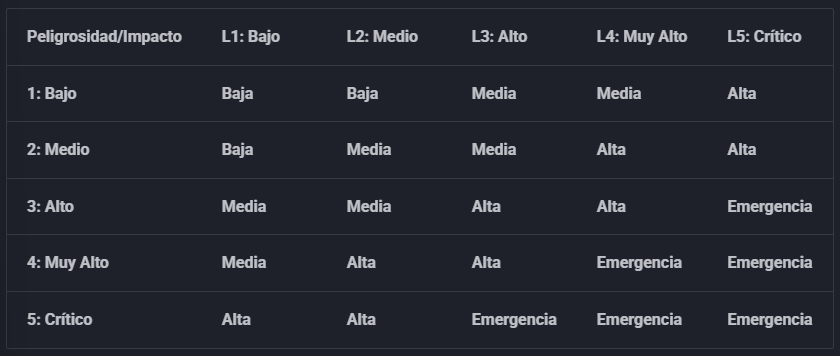 Peligrosidad/Impacto L1: Bajo L2: Medio L3: Alto L4: Muy Alto L5: Crítico
1: Bajo Baja Baja Media Media Alta
2: Medio Baja Media Media Alta Alta
3: Alto Media Media Alta Alta Emergencia
4: Muy Alto Media Alta Alta Emergencia Emergencia
5: Crítico Alta Alta Emergencia Emergencia Emergencia